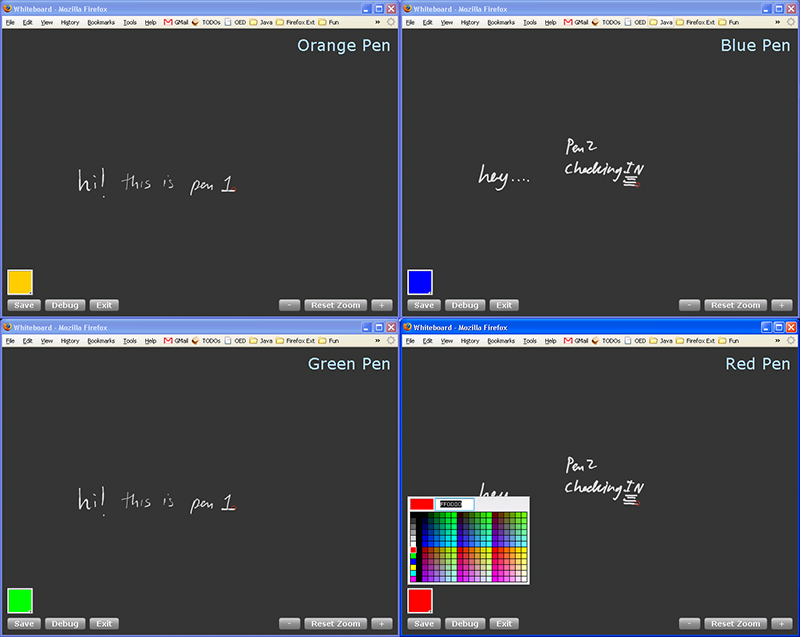 Whiteboard - Mozilla Firefox
File Edit View History Bookmarks Tools Help GMail TODOs OED Java Firefox Ext Fun »
Orange Pen
hi! this is pen 1
Save Debug Exit - Reset Zoom +
Whiteboard - Mozilla Firefox
File Edit View History Bookmarks Tools Help GMail TODOs OED Java Firefox Ext Fun »
Blue Pen
Pen 2
Checking IN
hey....
Save Debug Exit - Reset Zoom +
Whiteboard - Mozilla Firefox
File Edit View History Bookmarks Tools Help GMail TODOs OED Java Firefox Ext Fun »
Green Pen
hi! this is pen 1
Save Debug Exit - Reset Zoom +
Whiteboard - Mozilla Firefox
File Edit View History Bookmarks Tools Help GMail TODOs OED Java Firefox Ext Fun »
Red Pen
Pen 2
Checking IN
hey
FF0000
Save Debug Exit - Reset Zoom +